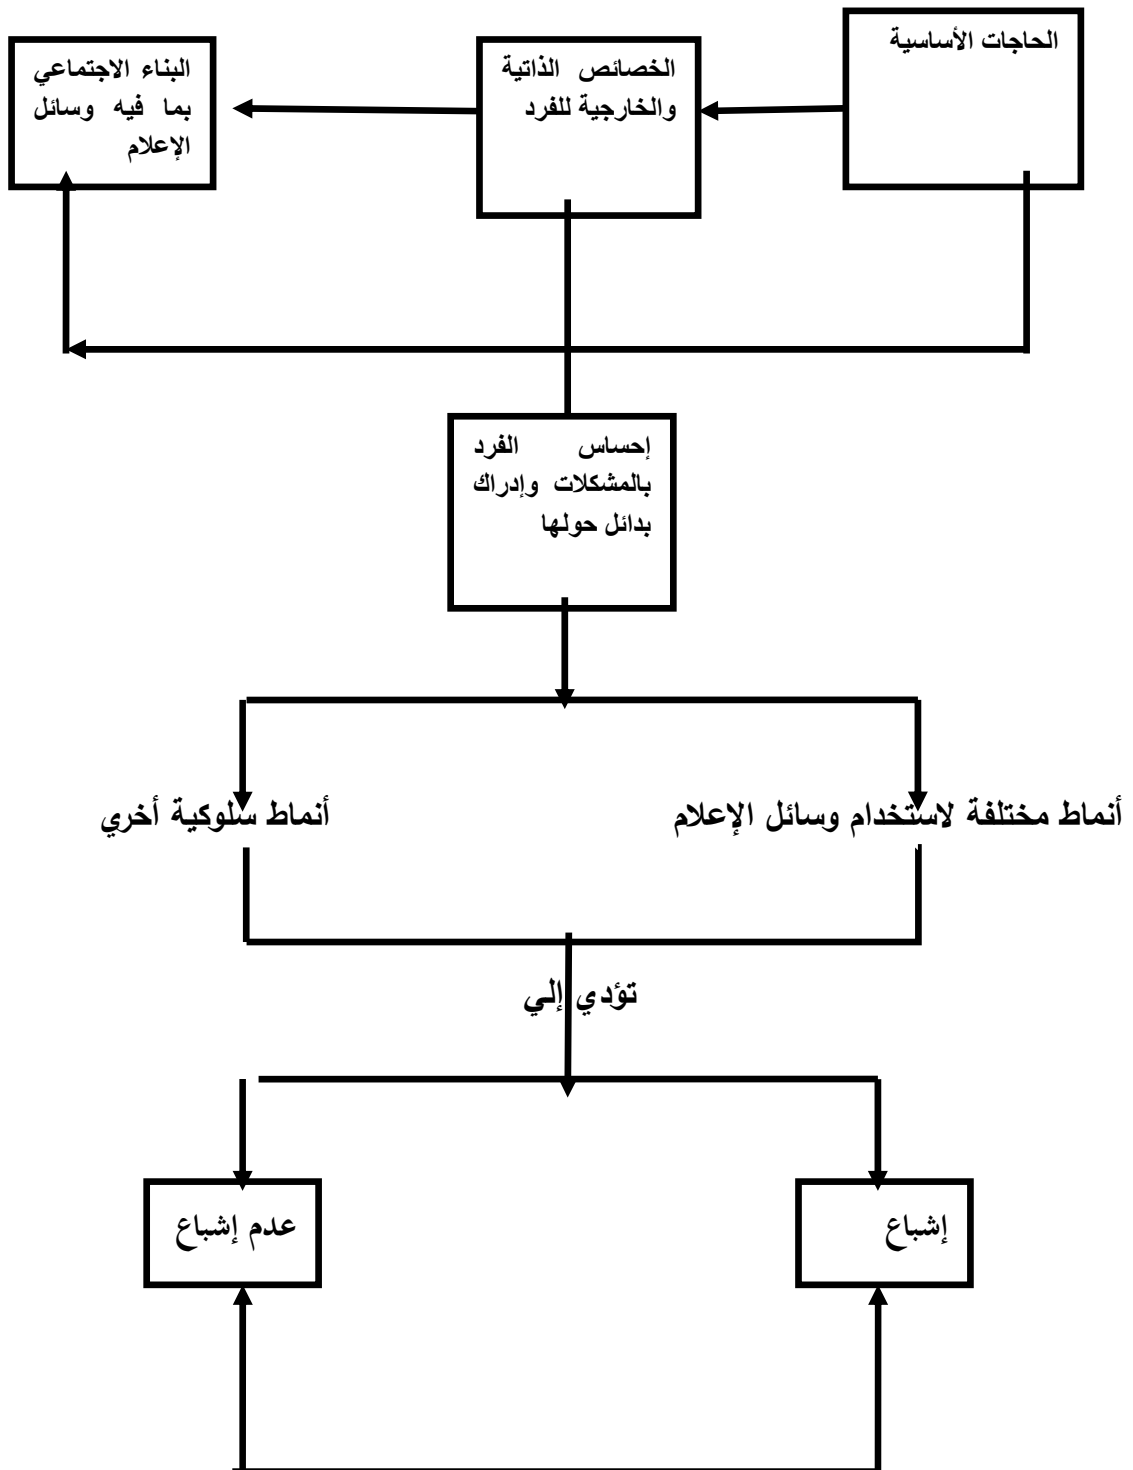 الحاجات الأساسية
الخصائص الذاتية
والخارجية للفرد
البناء الاجتماعي
بما فيه وسائل
الإعلام
إحساس الفرد
بالمشكلات وإدراك
بدائل حولها
أنماط مختلفة لاستخدام وسائل الإعلام
أنماط سلوكية أخري
تؤدي إلي
إشباع
عدم إشباع